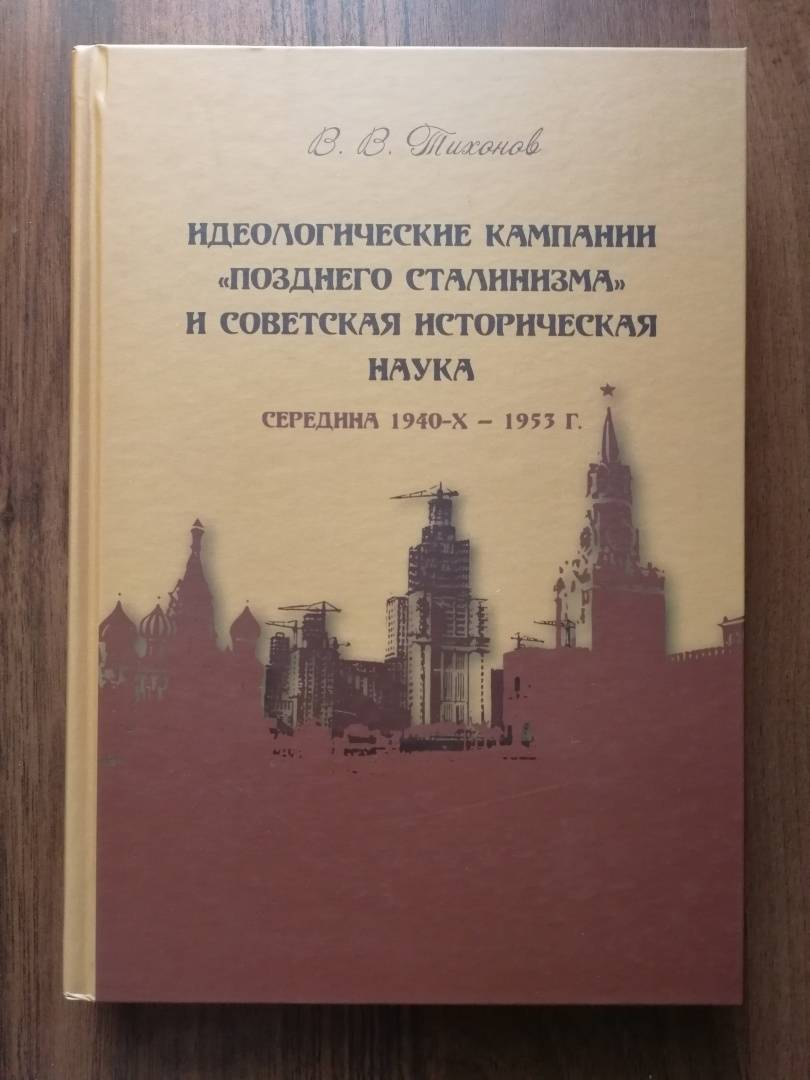 В. В. Тихонов
ИДЕОЛОГИЧЕСКИЕ КАМПАНИИ
«ПОЗДНЕГО СТАЛИНИЗМА»
И СОВЕТСКАЯ ИСТОРИЧЕСКАЯ
НАУКА
СЕРЕДИНА 1940-Х – 1953 Г.